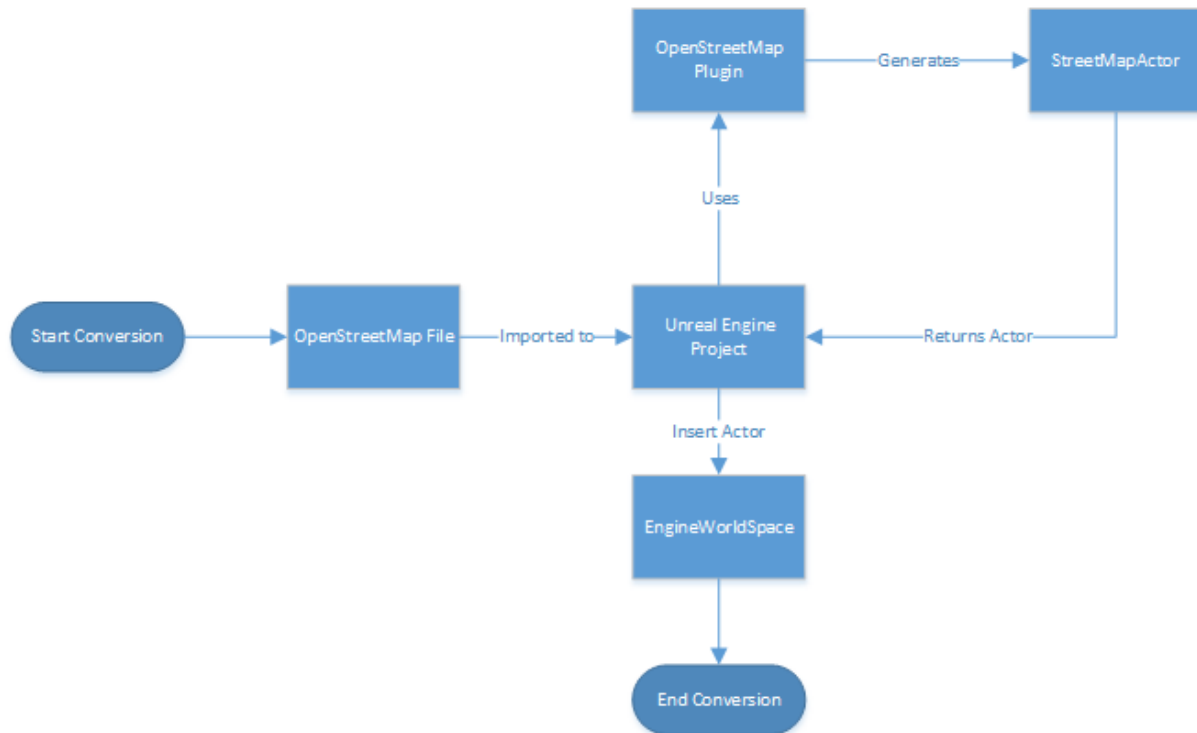 OpenStreetMap
Plugin
Generates
StreetMapActor
Uses
Start Conversion
OpenStreetMap File
Imported to
Unreal Engine
Project
Returns Actor
Insert Actor
EngineWorldSpace
End Conversion